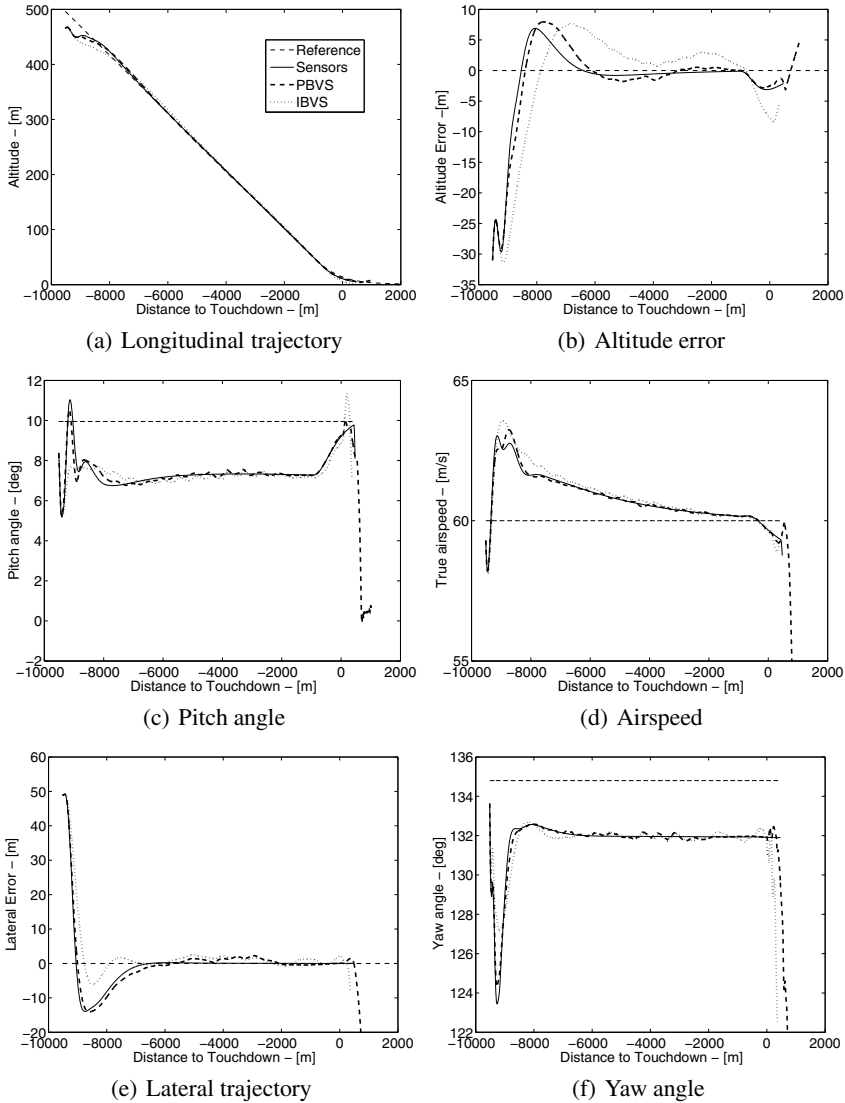 500
400
300
200
100
0
Altitude – [m]
Reference
Sensors
PBVS
IBVS
−10000 −8000 −6000 −4000 −2000 0 2000
Distance to Touchdown – [m]
(a) Longitudinal trajectory
10
5
0
−5
−10
−15
−20
−25
−30
−35
Altitude Error –[m]
−10000 −8000 −6000 −4000 −2000 0 2000
Distance to Touchdown – [m]
(b) Altitude error
12
10
8
6
4
2
0
−2
Pitch angle – [deg]
−10000 −8000 −6000 −4000 −2000 0 2000
Distance to Touchdown – [m]
(c) Pitch angle
65
60
55
True airspeed – [m/s]
−10000 −8000 −6000 −4000 −2000 0 2000
Distance to Touchdown – [m]
(d) Airspeed
60
50
40
30
20
10
0
−10
−20
Lateral Error – [m]
−10000 −8000 −6000 −4000 −2000 0 2000
Distance to Touchdown – [m]
(e) Lateral trajectory
136
134
132
130
128
126
124
122
Yaw angle – [deg]
−10000 −8000 −6000 −4000 −2000 0 2000
Distance to Touchdown – [m]
(f) Yaw angle